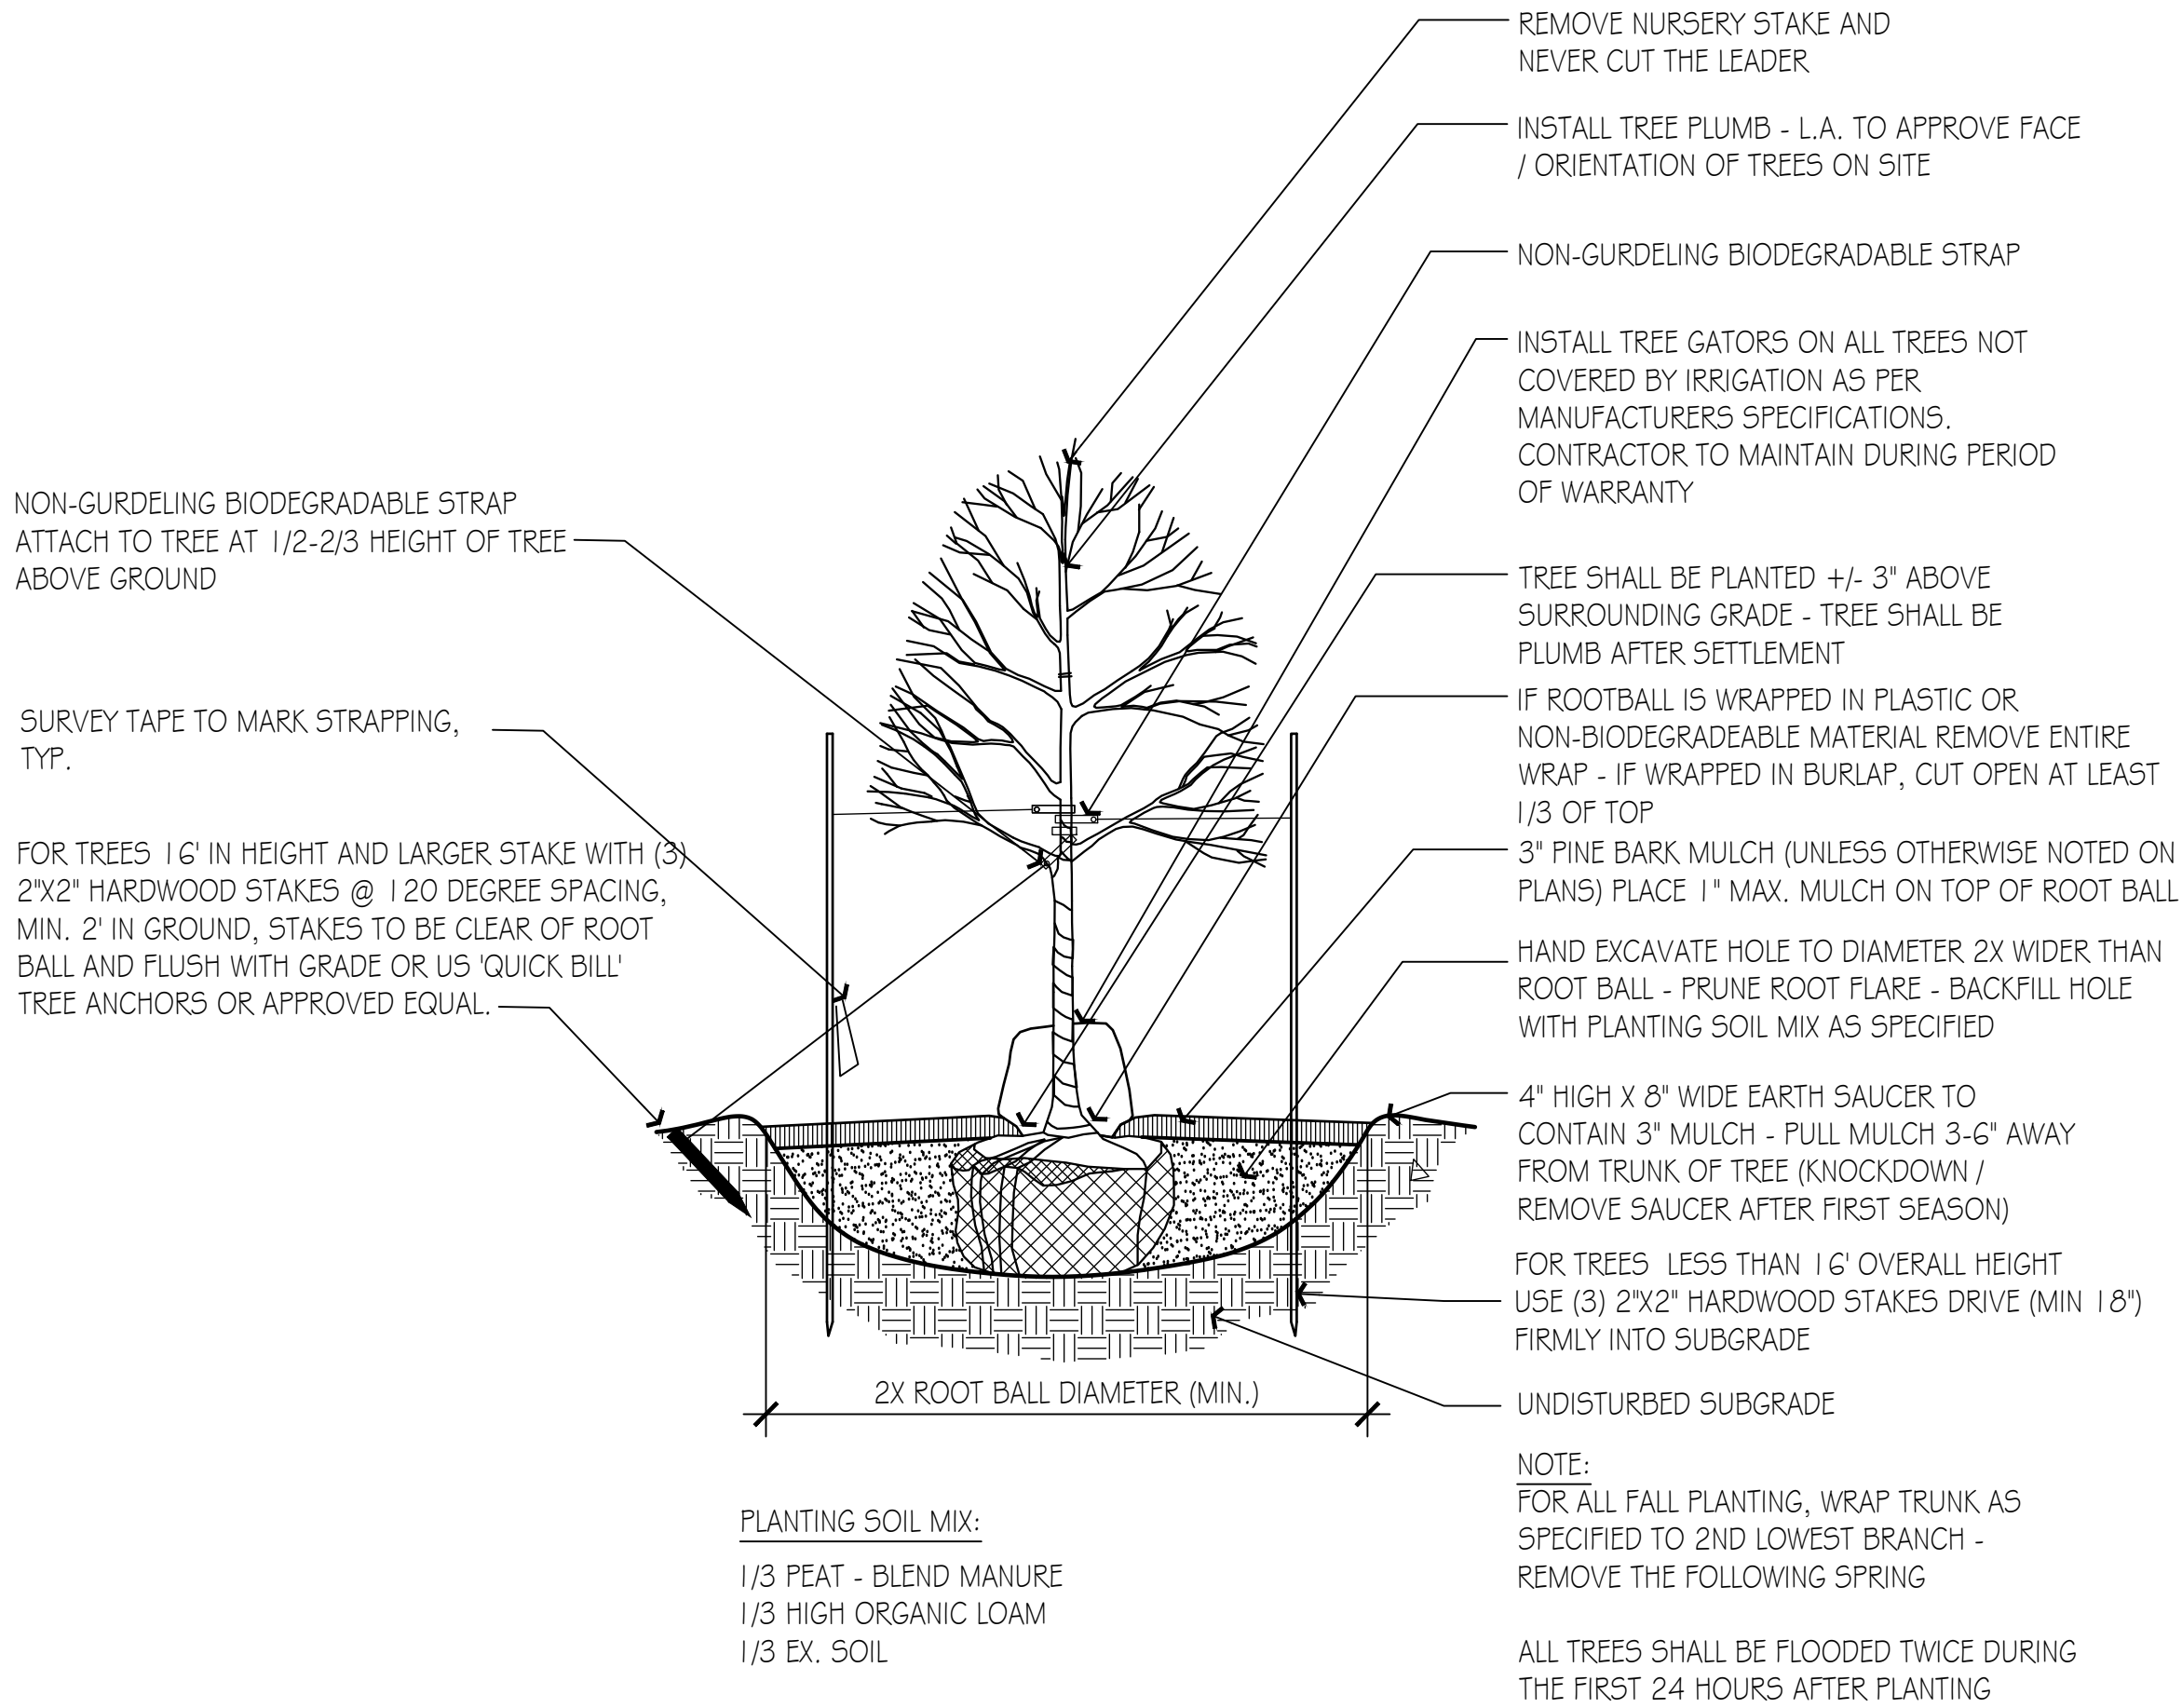 REMOVE NURSERY STAKE AND
NEVER CUT THE LEADER
INSTALL TREE PLUMB - L.A. TO APPROVE FACE
/ ORIENTATION OF TREES ON SITE
NON-GURDELING BIODEGRADABLE STRAP
INSTALL TREE GATORS ON ALL TREES NOT
COVERED BY IRRIGATION AS PER
MANUFACTURERS SPECIFICATIONS.
CONTRACTOR TO MAINTAIN DURING PERIOD
OF WARRANTY
NON-GURDELING BIODEGRADABLE STRAP
ATTACH TO TREE AT 1/2-2/3 HEIGHT OF TREE
ABOVE GROUND
TREE SHALL BE PLANTED +/- 3" ABOVE
SURROUNDING GRADE - TREE SHALL BE
PLUMB AFTER SETTLEMENT
SURVEY TAPE TO MARK STRAPPING,
TYP.
IF ROOTBALL IS WRAPPED IN PLASTIC OR
NON-BIODEGRADEABLE MATERIAL REMOVE ENTIRE
WRAP - IF WRAPPED IN BURLAP, CUT OPEN AT LEAST
1/3 OF TOP
FOR TREES 16' IN HEIGHT AND LARGER STAKE WITH (3)
2"X2" HARDWOOD STAKES @ 120 DEGREE SPACING,
MIN. 2' IN GROUND, STAKES TO BE CLEAR OF ROOT
BALL AND FLUSH WITH GRADE OR US 'QUICK BILL'
TREE ANCHORS OR APPROVED EQUAL.
3" PINE BARK MULCH (UNLESS OTHERWISE NOTED ON
PLANS) PLACE 1" MAX. MULCH ON TOP OF ROOT BALL
HAND EXCAVATE HOLE TO DIAMETER 2X WIDER THAN
ROOT BALL - PRUNE ROOT FLARE - BACKFILL HOLE
WITH PLANTING SOIL MIX AS SPECIFIED
4" HIGH X 8" WIDE EARTH SAUCER TO
CONTAIN 3" MULCH - PULL MULCH 3-6" AWAY
FROM TRUNK OF TREE (KNOCKDOWN /
REMOVE SAUCER AFTER FIRST SEASON)
FOR TREES LESS THAN 16' OVERALL HEIGHT
USE (3) 2"X2" HARDWOOD STAKES DRIVE (MIN 18")
FIRMLY INTO SUBGRADE
UNDISTURBED SUBGRADE
2X ROOT BALL DIAMETER (MIN.)
PLANTING SOIL MIX:
1/3 PEAT - BLEND MANURE
1/3 HIGH ORGANIC LOAM
1/3 EX. SOIL
NOTE:
FOR ALL FALL PLANTING, WRAP TRUNK AS
SPECIFIED TO 2ND LOWEST BRANCH -
REMOVE THE FOLLOWING SPRING
ALL TREES SHALL BE FLOODED TWICE DURING
THE FIRST 24 HOURS AFTER PLANTING